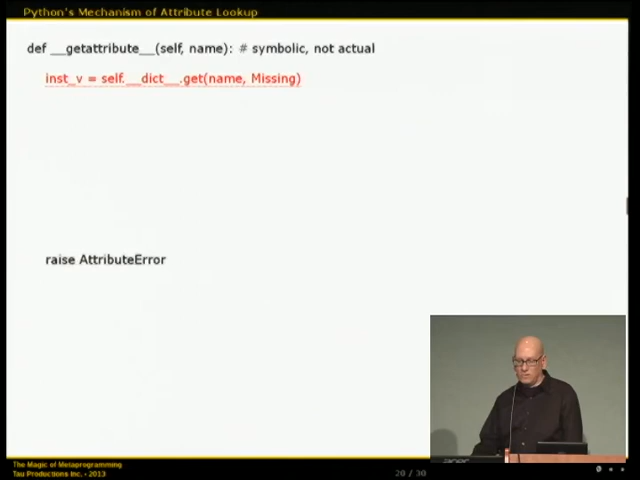 Python's Mechanism of Attribute Lookup
def __getattribute__(self, name): # symbolic, not actual
inst_v = self.__dict__.get(name, Missing)
raise AttributeError
acer
The Magic of Metaprogramming
Tau Productions Inc. - 2013
20 / 30